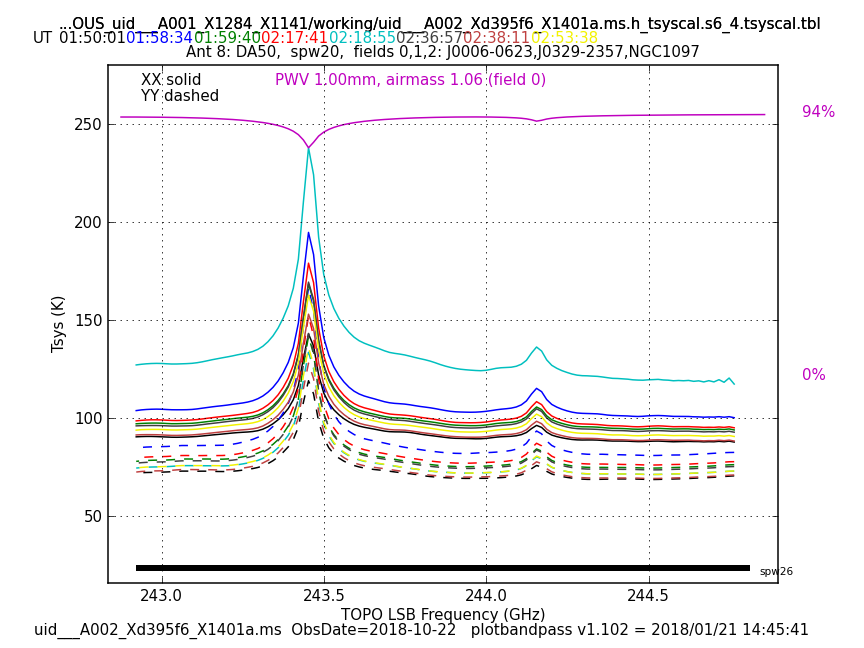 ...OUS_uid___A001_X1284_X1141/working/uid___A002_Xd395f6_X1401a.ms.h_tsyscal.s6_4.tsyscal.tbl
UT 01:50:01 01:58:34 01:59:40 02:17:41 02:18:55 02:36:57 02:38:11 02:53:38
Ant 8: DA50, spw20, fields 0,1,2: J0006-0623,J0329-2357,NGC1097
XX solid PWV 1.00mm, airmass 1.06 (field 0)
YY dashed
94%
250
200
150
0%
100
50
Tsys (K)
spw26
243.0 243.5 244.0 244.5
TOPO LSB Frequency (GHz)
uid___A002_Xd395f6_X1401a.ms ObsDate=2018-10-22 plotbandpass v1.102 = 2018/01/21 14:45:41